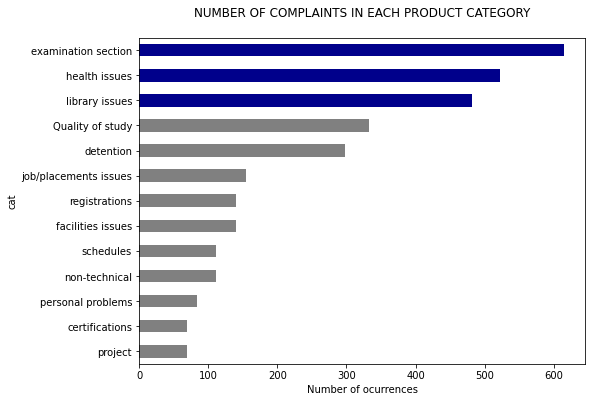 NUMBER OF COMPLAINTS IN EACH PRODUCT CATEGORY
examination section
health issues
library issues
Quality of study
detention
job/placements issues
registrations
facilities issues
schedules
non-technical
personal problems
certifications
project
cat
0 100 200 300 400 500 600
Number of ocurrences